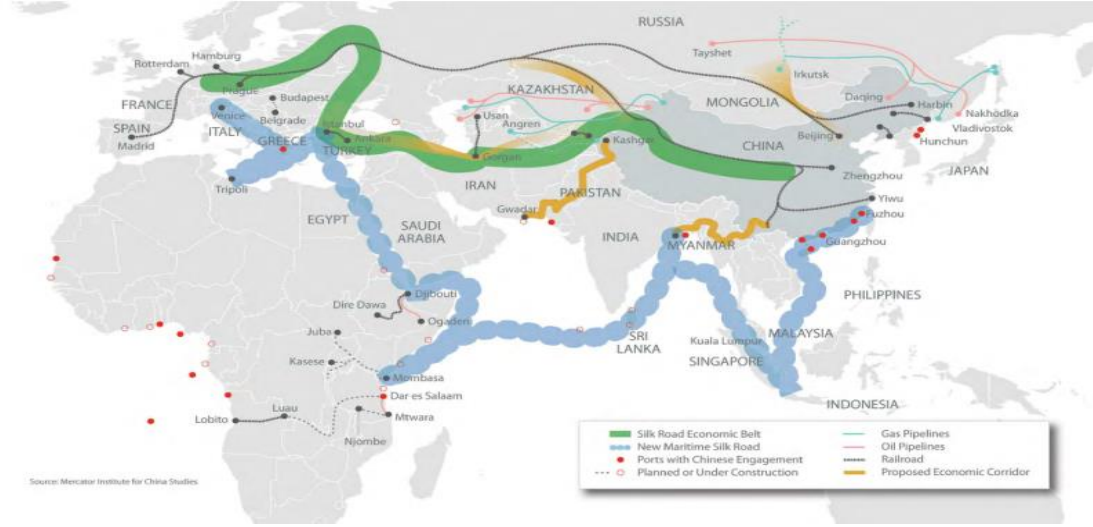 RUSSIA
Tayshet
Hamburg
Rotterdam
Irkutsk
Prague
KAZAKHSTAN
FRANCE
Budapest
MONGOLIA
Daqing
Harbin
Usan
Venice
ITALY
Belgrade
Angren
Nakhodka
SPAIN
Istanbul
Vladivostok
GREECE
Ankara
Kashgar
Beijing
Hunchun
Madrid
TURKEY
Gorgan
CHINA
JAPAN
Tripoli
IRAN
Zhengzhou
PAKISTAN
Yiwu
Gwadar
EGYPT
Fuzhou
SAUDI
ARABIA
INDIA
MYANMAR
Guangzhou
Djibouti
PHILIPPINES
Dire Dawa
Ogaden
Juba
SRI
LANKA
MALAYSIA
Kuala Lumpur
Kasese
SINGAPORE
Mombasa
Dar es Salaam
INDONESIA
Luau
Lobito
Mtwara
Njombe
Silk Road Economic Belt
New Maritime Silk Road
Ports with Chinese Engagement
Planned or Under Construction
Gas Pipelines
Oil Pipelines
Railroad
Proposed Economic Corridor
Source: Mercator Institute for China Studies